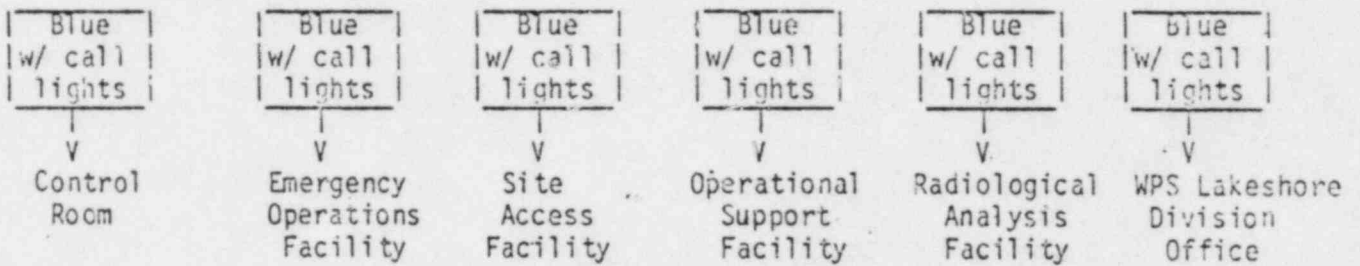 Blue Blue Blue Blue Blue Blue
w/ call w/ call w/ call w/ call w/ call w/ call
lights lights lights lights lights lights
V V V V V V
Control Emergency Site Operational Radiological WPS Lakeshore
Room Operations Access Support Analysis Division
Facility Facility Facility Facility Office